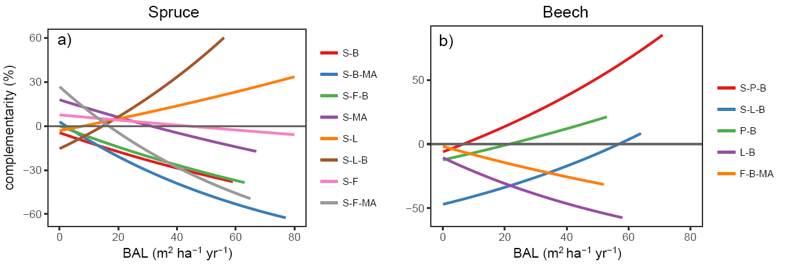 Spruce
a)
complementarity (%)
60
30
0
−30
−60
0
20
40
60
80
BAL (m² ha⁻¹ yr⁻¹)
S-B
S-B-MA
S-F-B
S-MA
S-L
S-L-B
S-F
S-F-MA
Beech
b)
50
0
−50
0
20
40
60
80
BAL (m² ha⁻¹ yr⁻¹)
S-P-B
S-L-B
P-B
L-B
F-B-MA